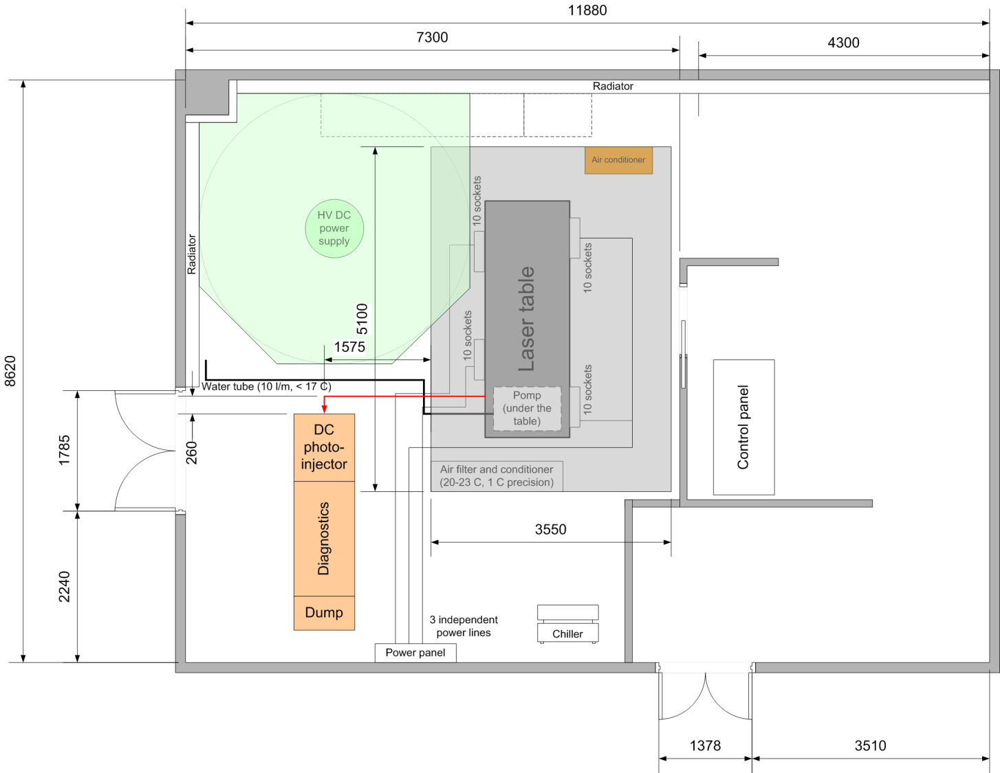 11880
7300
4300
Radiator
Air conditioner
10 sockets
HV DC
power
supply
Radiator
10 sockets
Laser table
5100
10 sockets
1575
8620
Water tube (10 l/m, < 17 C)
10 sockets
Pomp
(under the
table)
Control panel
DC
photo-
injector
260
1785
Air filter and conditioner
(20-23 C, 1 C precision)
Diagnostics
3550
2240
Dump
3 independent
power lines
Chiller
Power panel
1378
3510